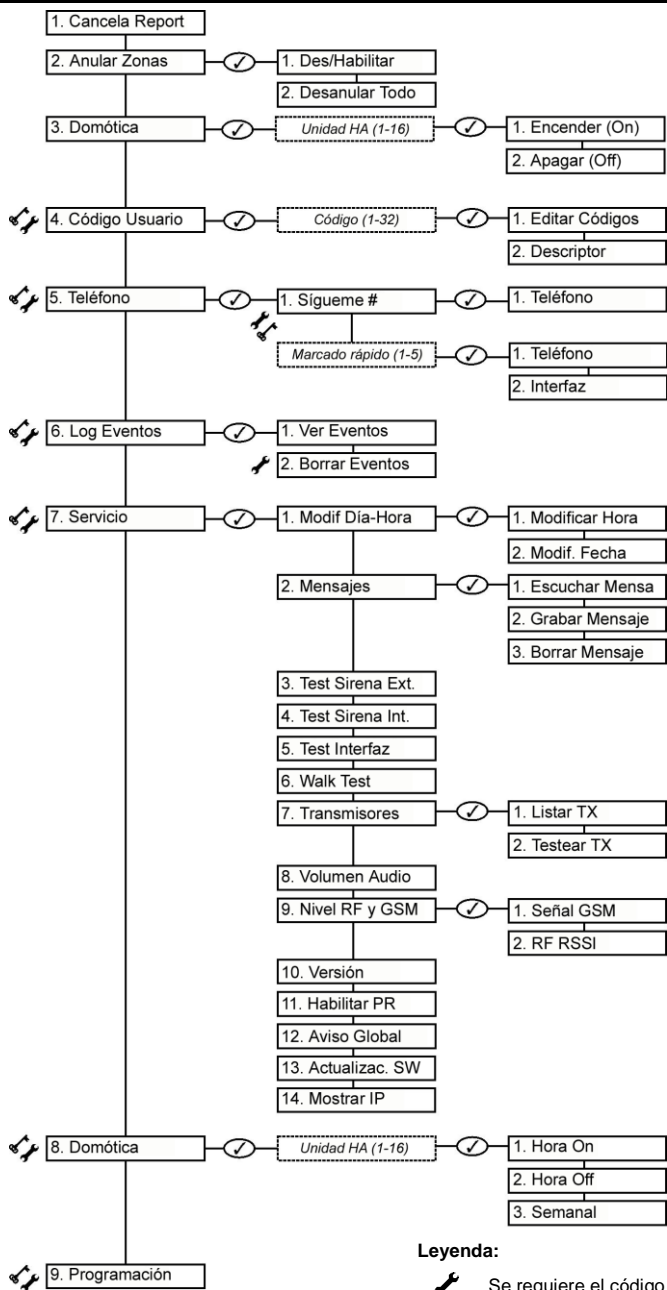 1. Cancela Report
2. Anular Zonas
1. Des/Habilitar
2. Desanular Todo
3. Domótica
Unidad HA (1-16)
1. Encender (On)
2. Apagar (Off)
4. Código Usuario
Código (1-32)
1. Editar Códigos
2. Descriptor
5. Teléfono
1. Sígueme #
1. Teléfono
Marcado rápido (1-5)
1. Teléfono
2. Interfaz
6. Log Eventos
1. Ver Eventos
2. Borrar Eventos
7. Servicio
1. Modif Día-Hora
1. Modificar Hora
2. Modif. Fecha
2. Mensajes
1. Escuchar Mensa
2. Grabar Mensaje
3. Borrar Mensaje
3. Test Sirena Ext.
4. Test Sirena Int.
5. Test Interfaz
6. Walk Test
7. Transmisores
1. Listar TX
2. Testear TX
8. Volumen Audio
9. Nivel RF y GSM
1. Señal GSM
2. RF RSSI
10. Versión
11. Habilitar PR
12. Aviso Global
13. Actualizac. SW
14. Mostrar IP
8. Domótica
Unidad HA (1-16)
1. Hora On
2. Hora Off
3. Semanal
9. Programación
Leyenda:
Se requiere el código